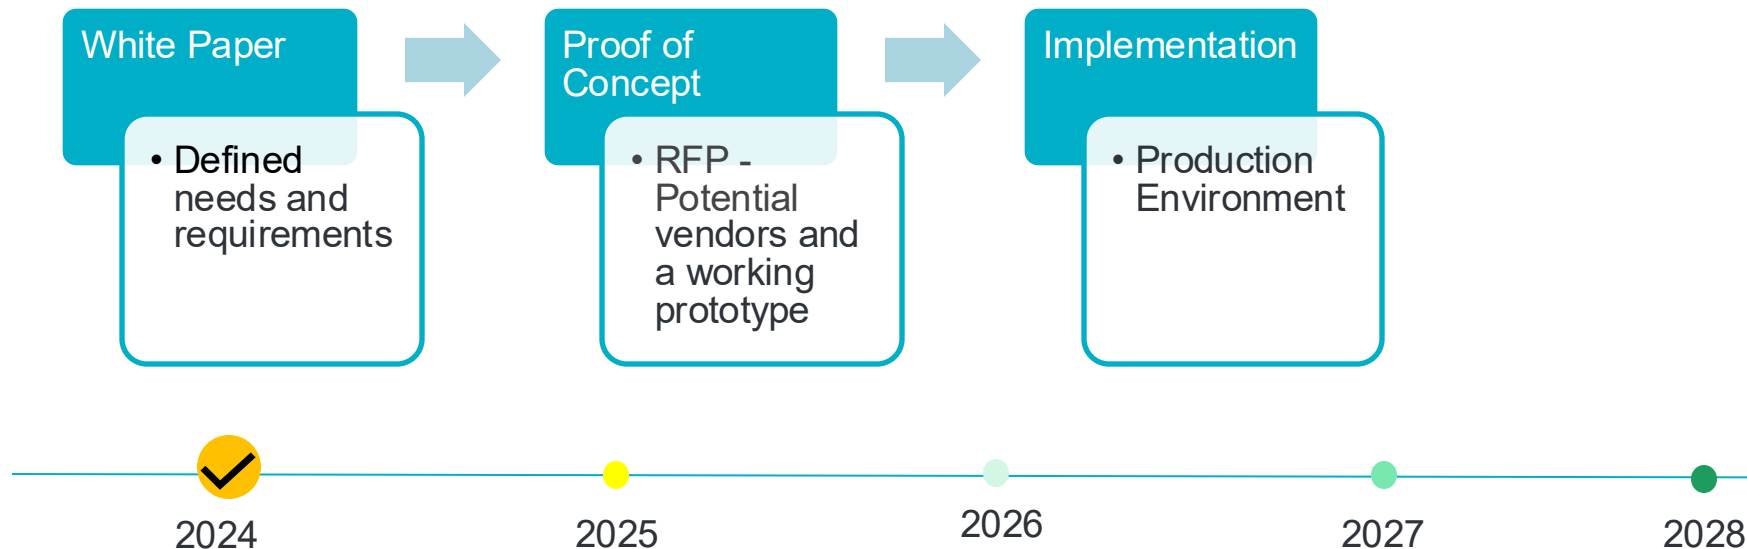 White Paper
• Defined
needs and
requirements
Proof of
Concept
• RFP -
Potential
vendors and
a working
prototype
Implementation
• Production
Environment
2024
2025
2026
2027
2028